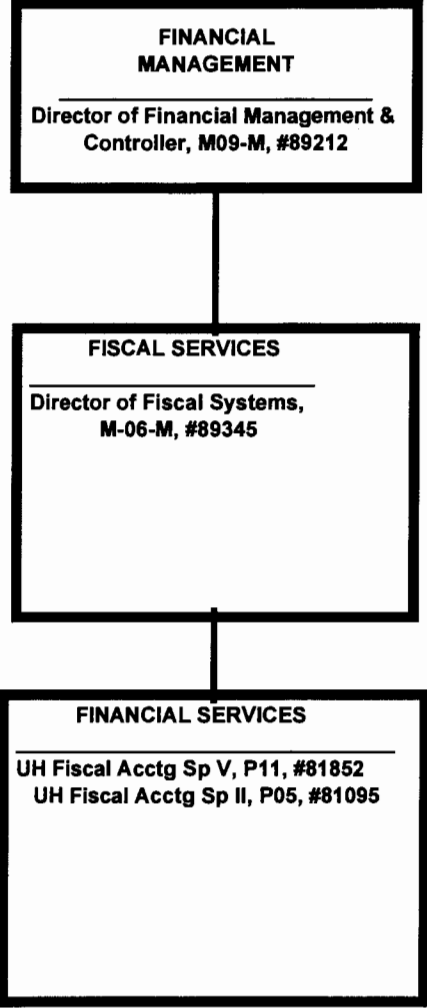 FINANCIAL
MANAGEMENT
Director of Financial Management &
Controller, M09-M, #89212
FISCAL SERVICES
Director of Fiscal Systems,
M-06-M, #89345
FINANCIAL SERVICES
UH Fiscal Acctg Sp V, P11, #81852
UH Fiscal Acctg Sp II, P05, #81095